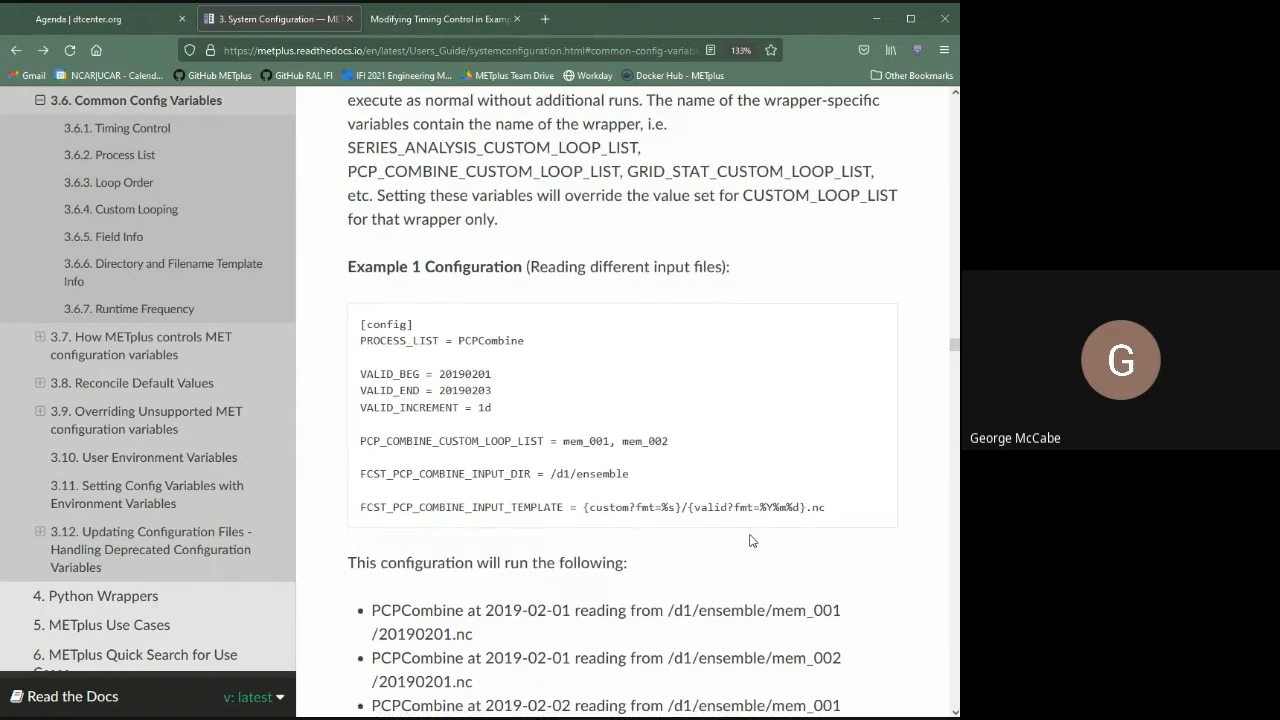 Agenda | dtcenter.org
3. System Configuration — MET
Modifying Timing Control in Examp
https://metplus.readthedocs.io/en/latest/Users_Guide/systemconfiguration.html#common-config-variabl
133%
Gmail
NCAR|UCAR - Calend...
GitHub METplus
GitHub RAL IFI
IFI 2021 Engineering M...
METplus Team Drive
Workday
Docker Hub - METplus
Other Bookmarks
3.6. Common Config Variables
3.6.1. Timing Control
3.6.2. Process List
3.6.3. Loop Order
3.6.4. Custom Looping
3.6.5. Field Info
3.6.6. Directory and Filename Template
Info
3.6.7. Runtime Frequency
3.7. How METplus controls MET
configuration variables
3.8. Reconcile Default Values
3.9. Overriding Unsupported MET
configuration variables
3.10. User Environment Variables
3.11. Setting Config Variables with
Environment Variables
3.12. Updating Configuration Files -
Handling Deprecated Configuration
Variables
4. Python Wrappers
5. METplus Use Cases
6. METplus Quick Search for Use
Read the Docs
v: latest
execute as normal without additional runs. The name of the wrapper-specific
variables contain the name of the wrapper, i.e.
SERIES_ANALYSIS_CUSTOM_LOOP_LIST,
PCP_COMBINE_CUSTOM_LOOP_LIST, GRID_STAT_CUSTOM_LOOP_LIST,
etc. Setting these variables will override the value set for CUSTOM_LOOP_LIST
for that wrapper only.
Example 1 Configuration (Reading different input files):
[config]
PROCESS_LIST = PCPCombine
VALID_BEG = 20190201
VALID_END = 20190203
VALID_INCREMENT = 1d
PCP_COMBINE_CUSTOM_LOOP_LIST = mem_001, mem_002
FCST_PCP_COMBINE_INPUT_DIR = /d1/ensemble
FCST_PCP_COMBINE_INPUT_TEMPLATE = {custom?fmt=%s}/{valid?fmt=%Y%m%d}.nc
This configuration will run the following:
• PCPCombine at 2019-02-01 reading from /d1/ensemble/mem_001
/20190201.nc
• PCPCombine at 2019-02-01 reading from /d1/ensemble/mem_002
/20190201.nc
• PCPCombine at 2019-02-02 reading from /d1/ensemble/mem_001
G
George McCabe